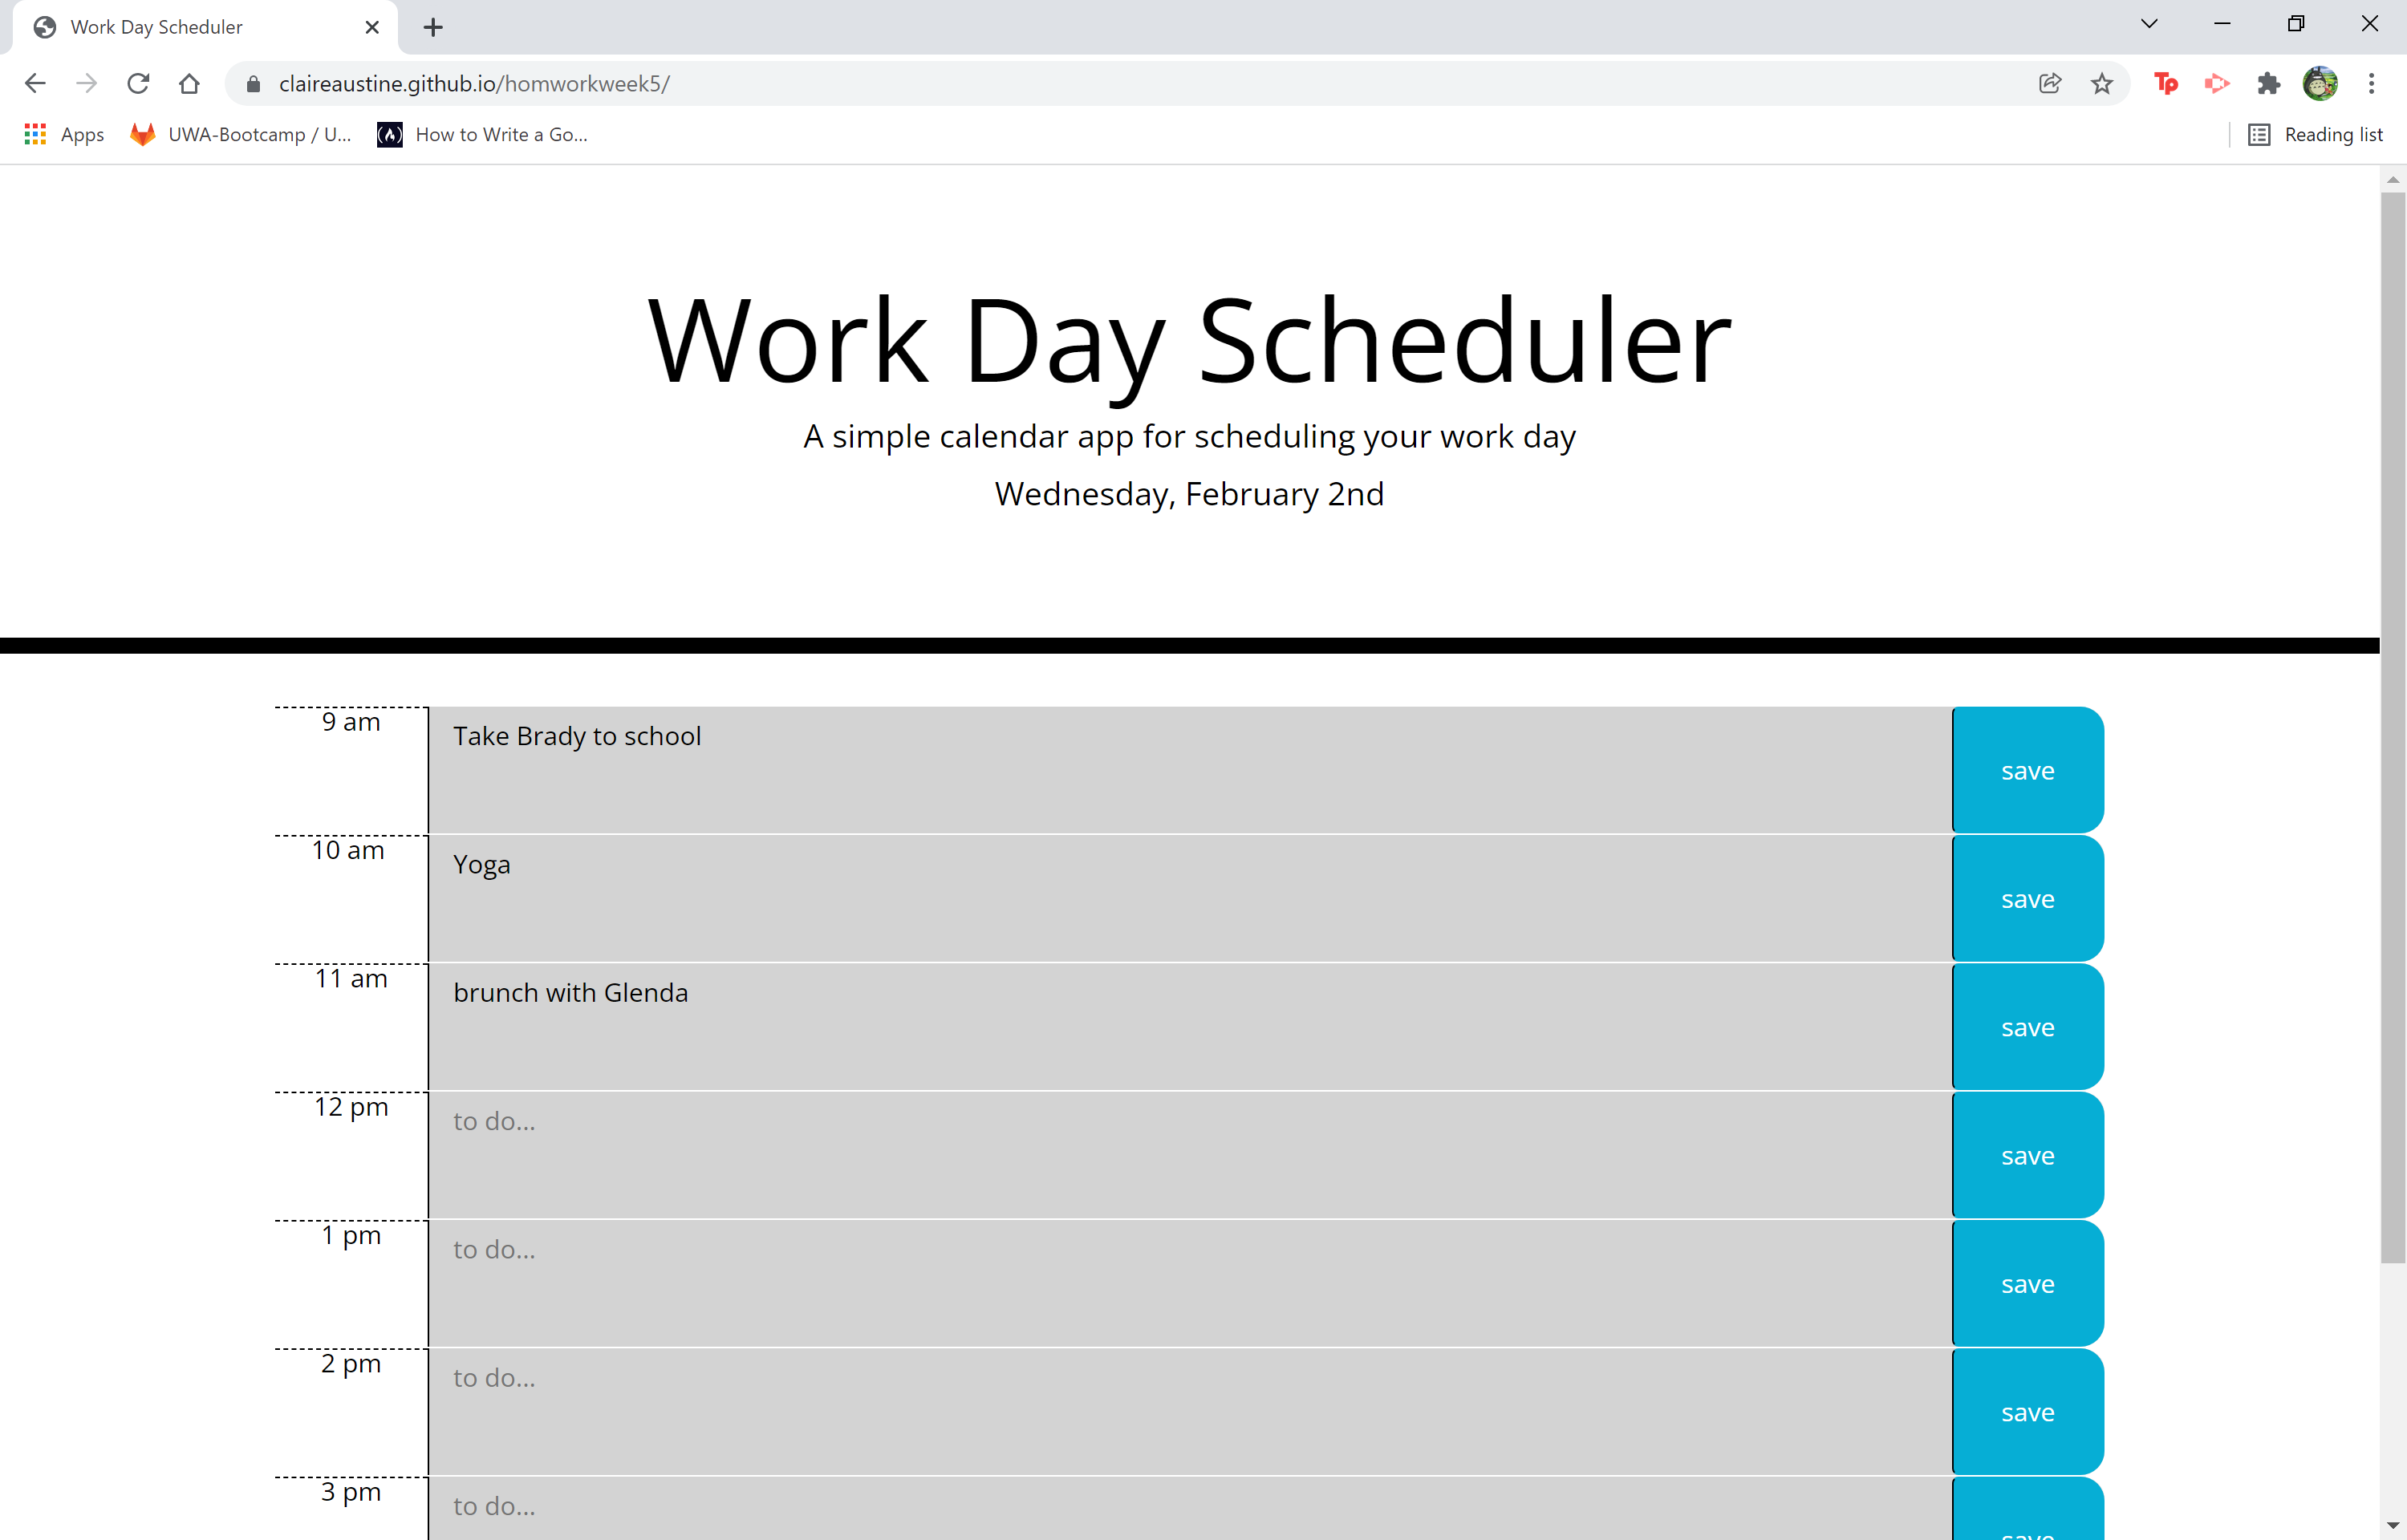 Work Day Scheduler
claireaustine.github.io/homworkweek5/
Tp
Apps
UWA-Bootcamp / U...
How to Write a Go...
Reading list
Work Day Scheduler
A simple calendar app for scheduling your work day
Wednesday, February 2nd
9 am
Take Brady to school
save
10 am
Yoga
save
11 am
brunch with Glenda
save
12 pm
to do...
save
1 pm
to do...
save
2 pm
to do...
save
3 pm
to do...
save